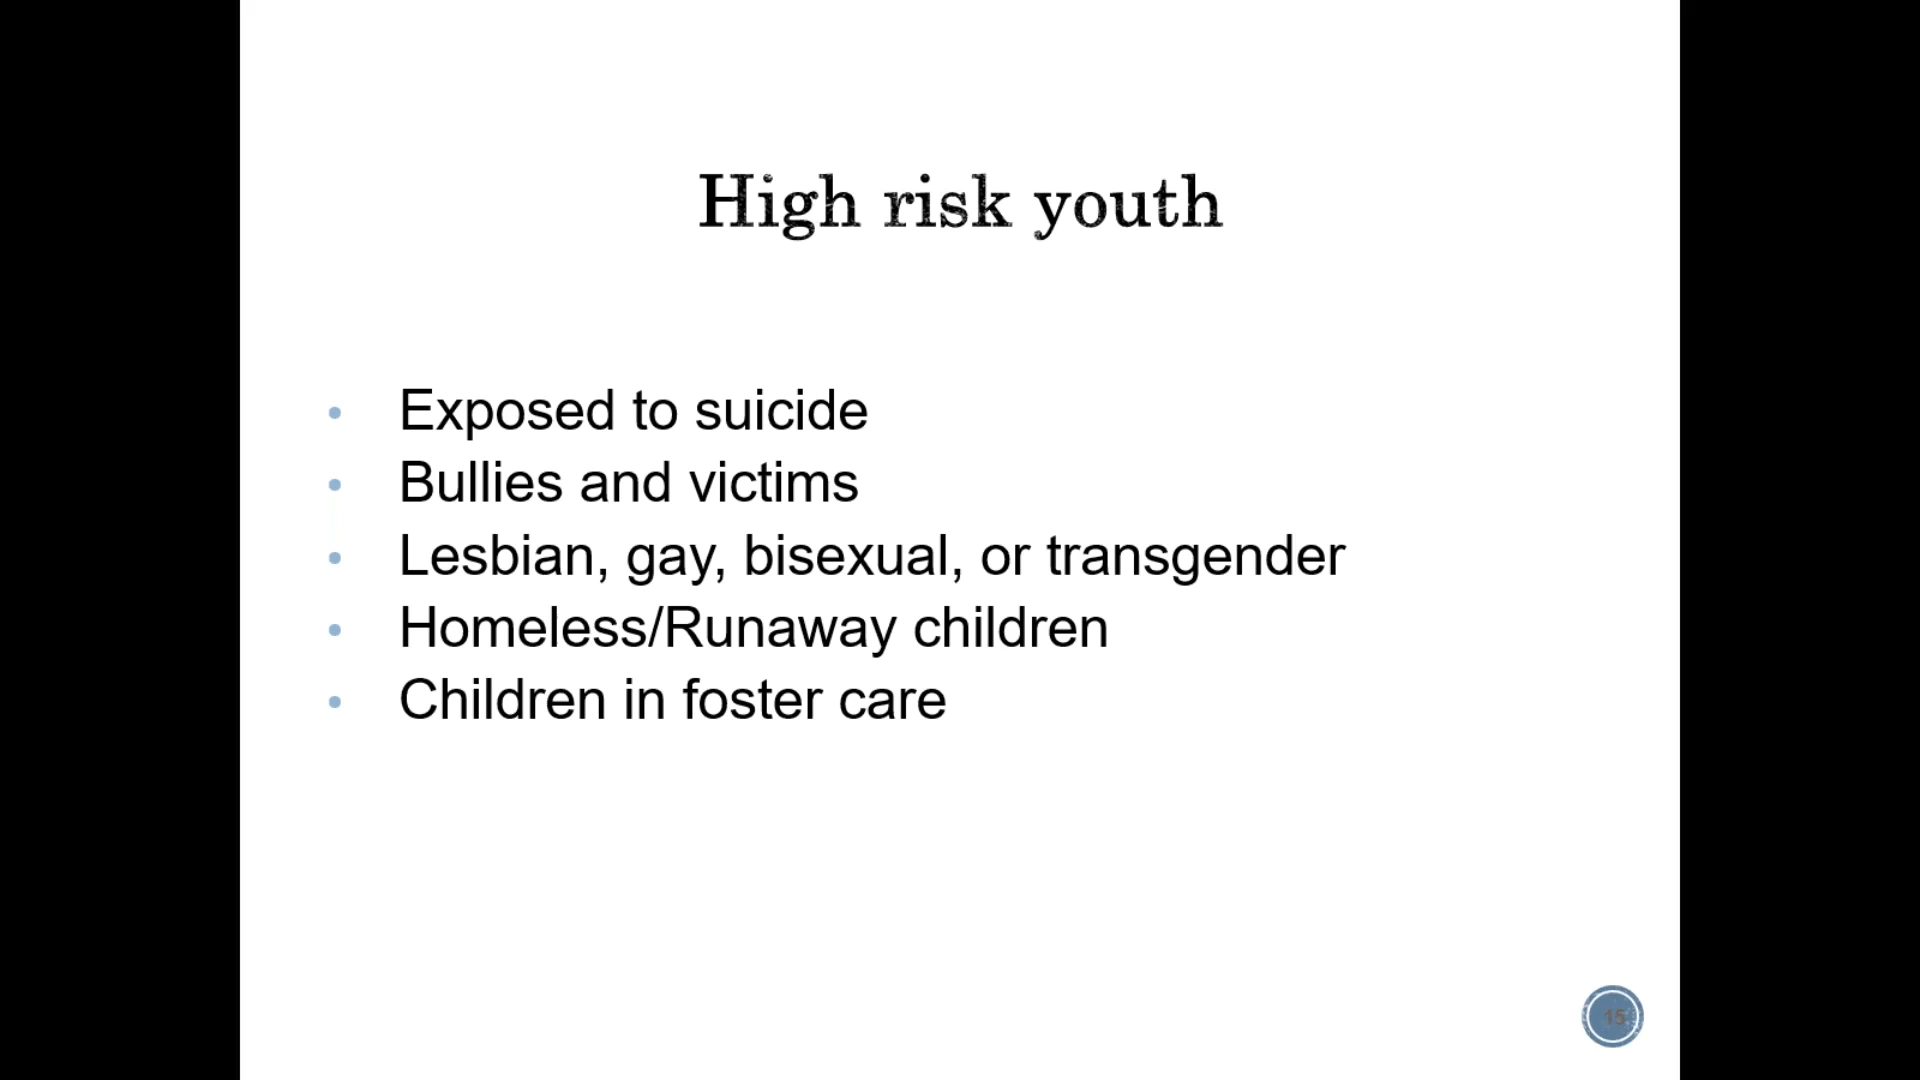 High risk youth
Exposed to suicide
Bullies and victims
Lesbian, gay, bisexual, or transgender
Homeless/Runaway children
Children in foster care
15